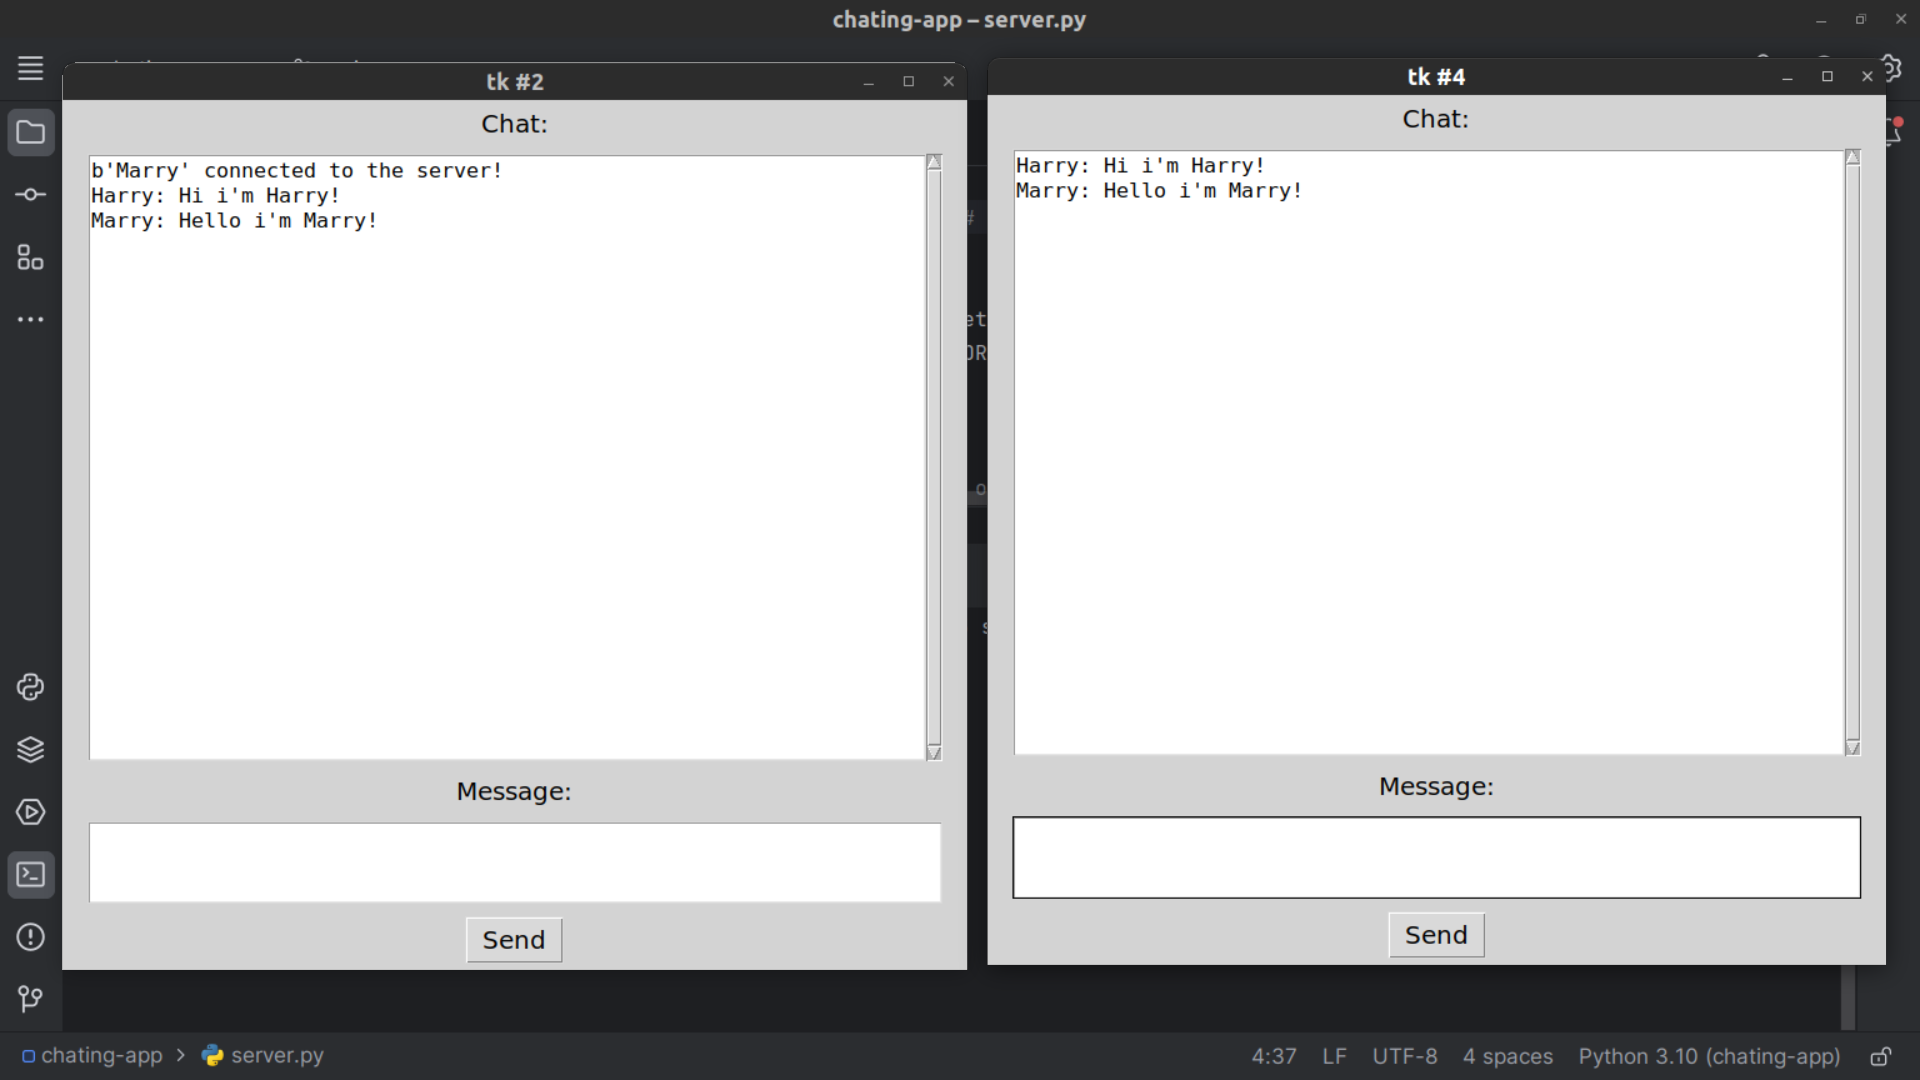 chating-app – server.py
tk #2
Chat:
b'Marry' connected to the server!
Harry: Hi i'm Harry!
Marry: Hello i'm Marry!
Message:
Send
tk #4
Chat:
Harry: Hi i'm Harry!
Marry: Hello i'm Marry!
Message:
Send
chating-app > server.py
4:37 LF UTF-8 4 spaces Python 3.10 (chating-app)